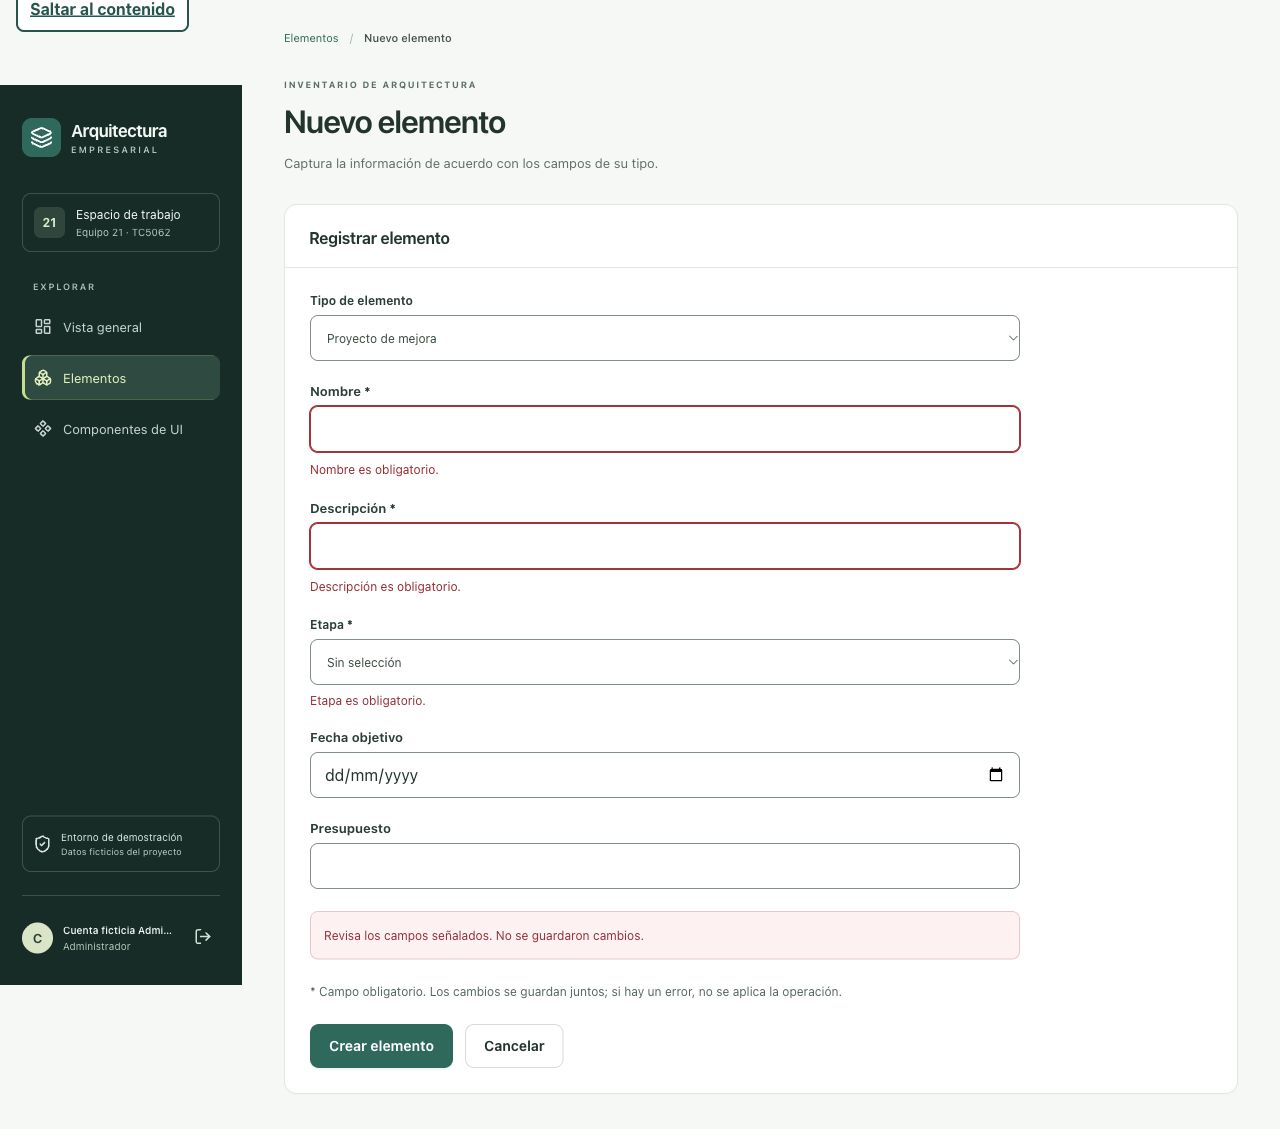 Saltar al contenido
Arquitectura
EMPRESARIAL
21
Espacio de trabajo
Equipo 21 · TC5062
EXPLORAR
Vista general
Elementos
Componentes de UI
Entorno de demostración
Datos ficticios del proyecto
C
Cuenta ficticia Admi...
Administrador
Elementos / Nuevo elemento
INVENTARIO DE ARQUITECTURA
Nuevo elemento
Captura la información de acuerdo con los campos de su tipo.
Registrar elemento
Tipo de elemento
Proyecto de mejora
Nombre *
Nombre es obligatorio.
Descripción *
Descripción es obligatorio.
Etapa *
Sin selección
Etapa es obligatorio.
Fecha objetivo
dd/mm/yyyy
Presupuesto
Revisa los campos señalados. No se guardaron cambios.
* Campo obligatorio. Los cambios se guardan juntos; si hay un error, no se aplica la operación.
Crear elemento
Cancelar